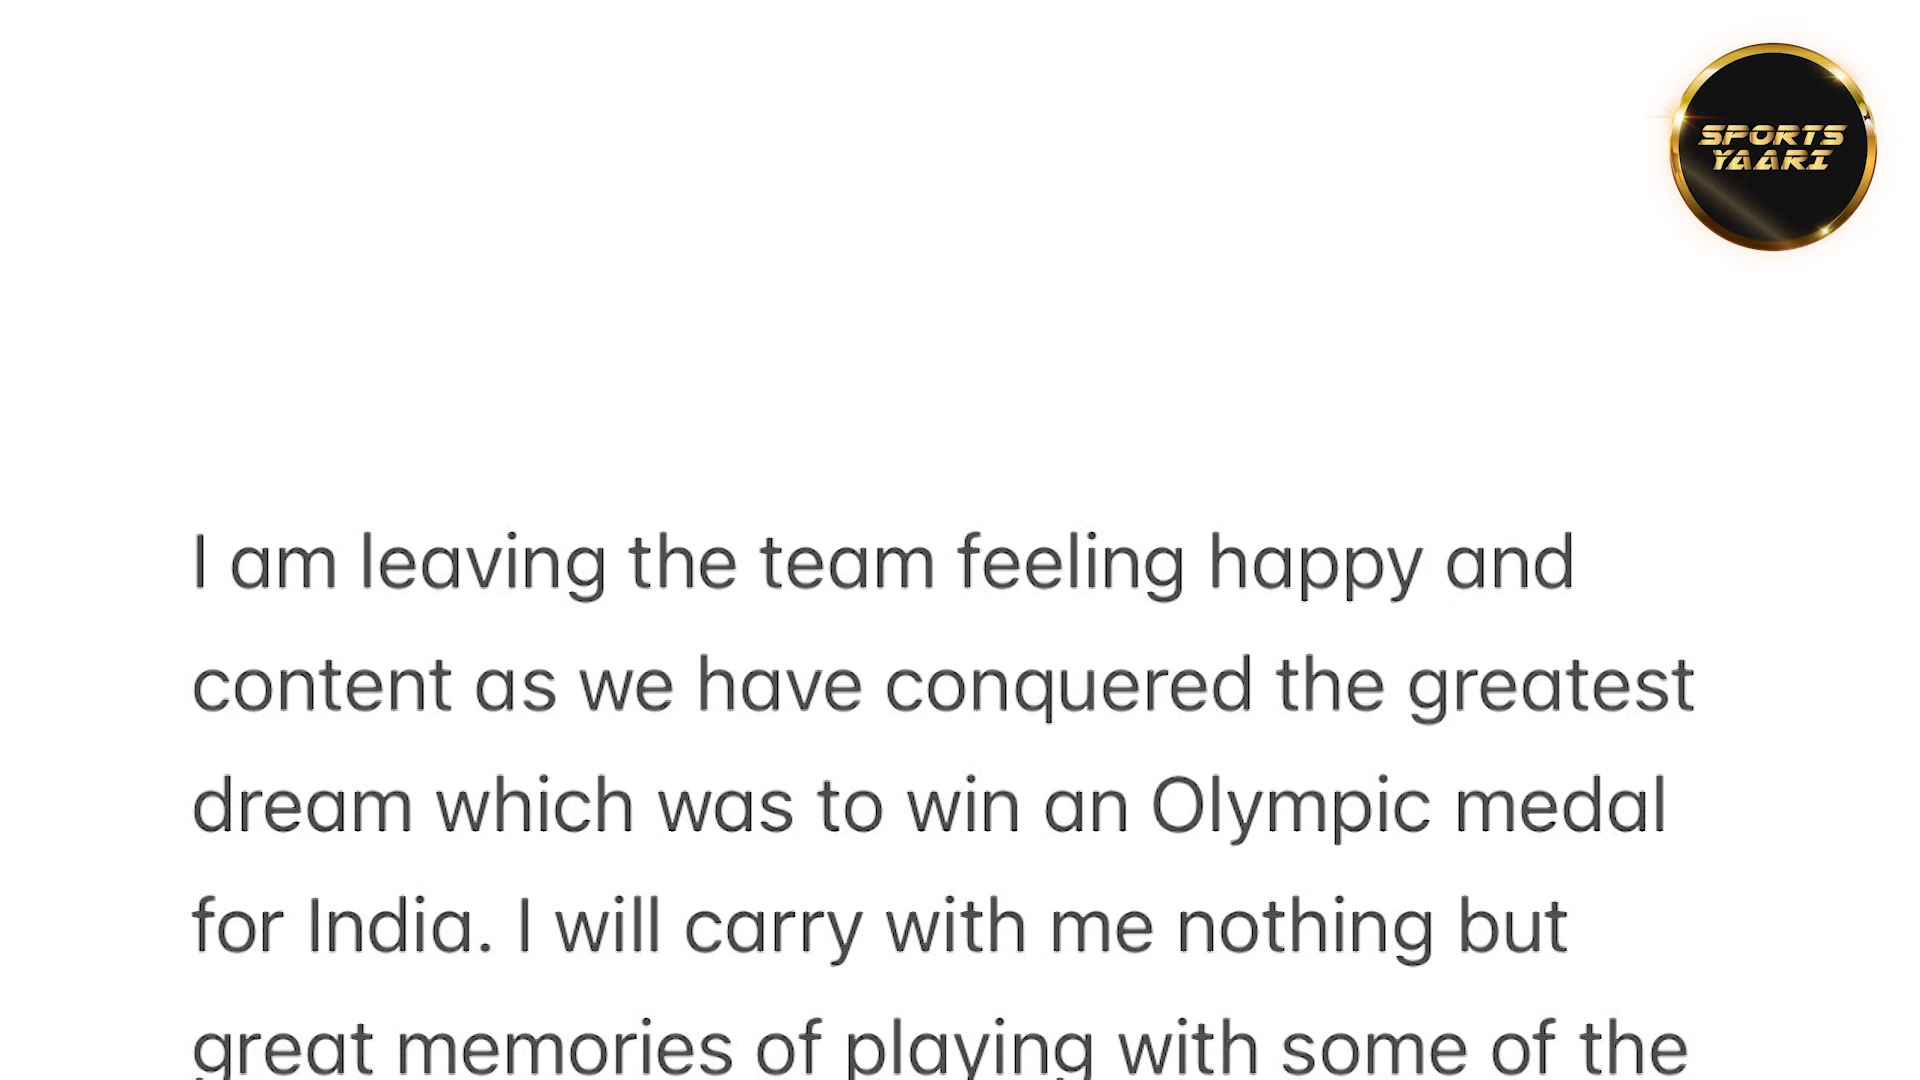 SPORTS
YAARI
I am leaving the team feeling happy and
content as we have conquered the greatest
dream which was to win an Olympic medal
for India. I will carry with me nothing but
great memories of playing with some of the